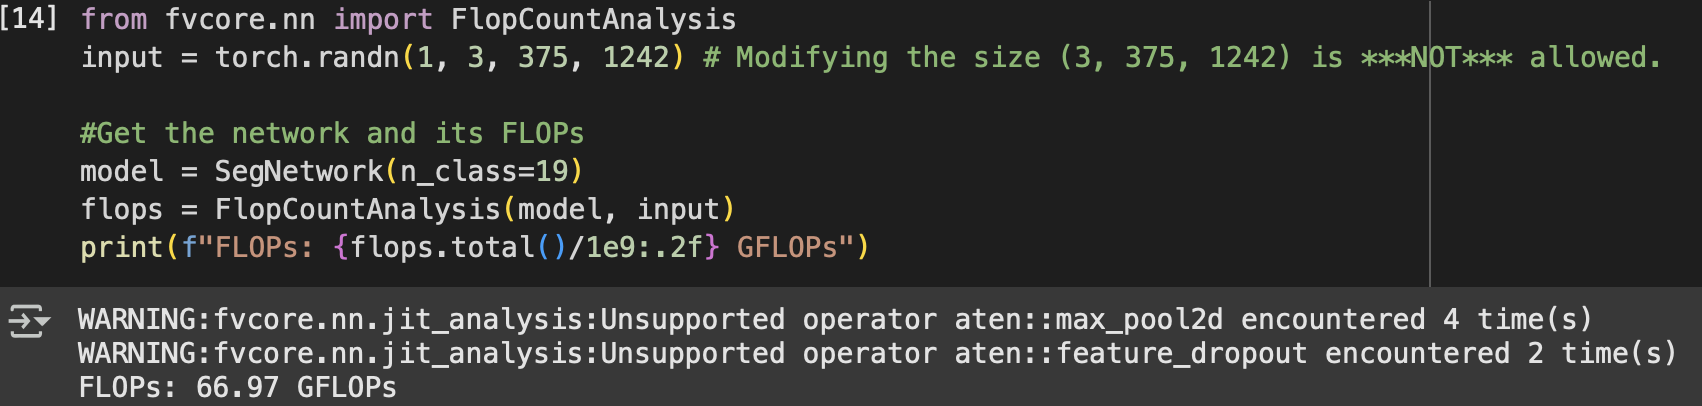 [14] from fvcore.nn import FlopCountAnalysis
input = torch.randn(1, 3, 375, 1242) # Modifying the size (3, 375, 1242) is ***NOT*** allowed.
#Get the network and its FLOPs
model = SegNetwork(n_class=19)
flops = FlopCountAnalysis(model, input)
print(f"FLOPs: {flops.total()/1e9:.2f} GFLOPs")
WARNING:fvcore.nn.jit_analysis:Unsupported operator aten::max_pool2d encountered 4 time(s)
WARNING:fvcore.nn.jit_analysis:Unsupported operator aten::feature_dropout encountered 2 time(s)
FLOPs: 66.97 GFLOPs